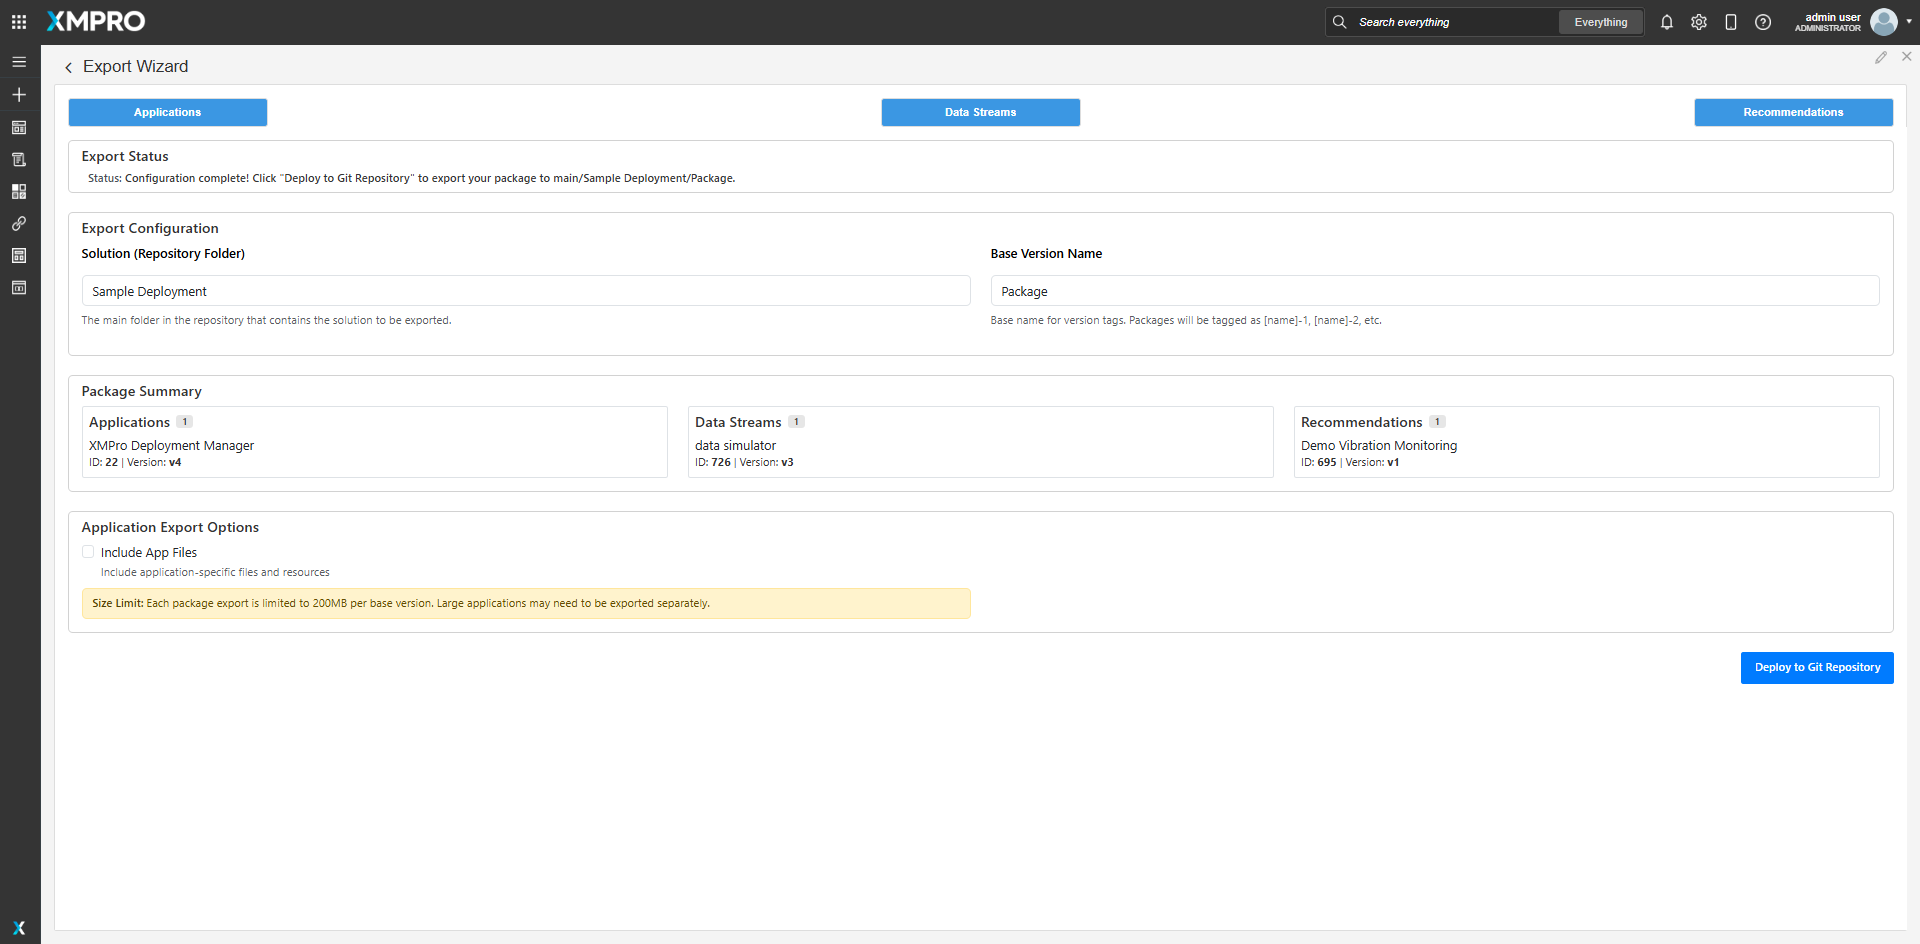 XMPRO
Search everything
Everything
admin user
ADMINISTRATOR
Export Wizard
Applications
Data Streams
Recommendations
Export Status
Status: Configuration complete! Click "Deploy to Git Repository" to export your package to main/Sample Deployment/Package.
Export Configuration
Solution (Repository Folder)
Base Version Name
Sample Deployment
Package
The main folder in the repository that contains the solution to be exported.
Base name for version tags. Packages will be tagged as [name]-1, [name]-2, etc.
Package Summary
Applications 1
XMPro Deployment Manager
ID: 22 | Version: v4
Data Streams 1
data simulator
ID: 726 | Version: v3
Recommendations 1
Demo Vibration Monitoring
ID: 695 | Version: v1
Application Export Options
Include App Files
Include application-specific files and resources
Size Limit: Each package export is limited to 200MB per base version. Large applications may need to be exported separately.
Deploy to Git Repository
X